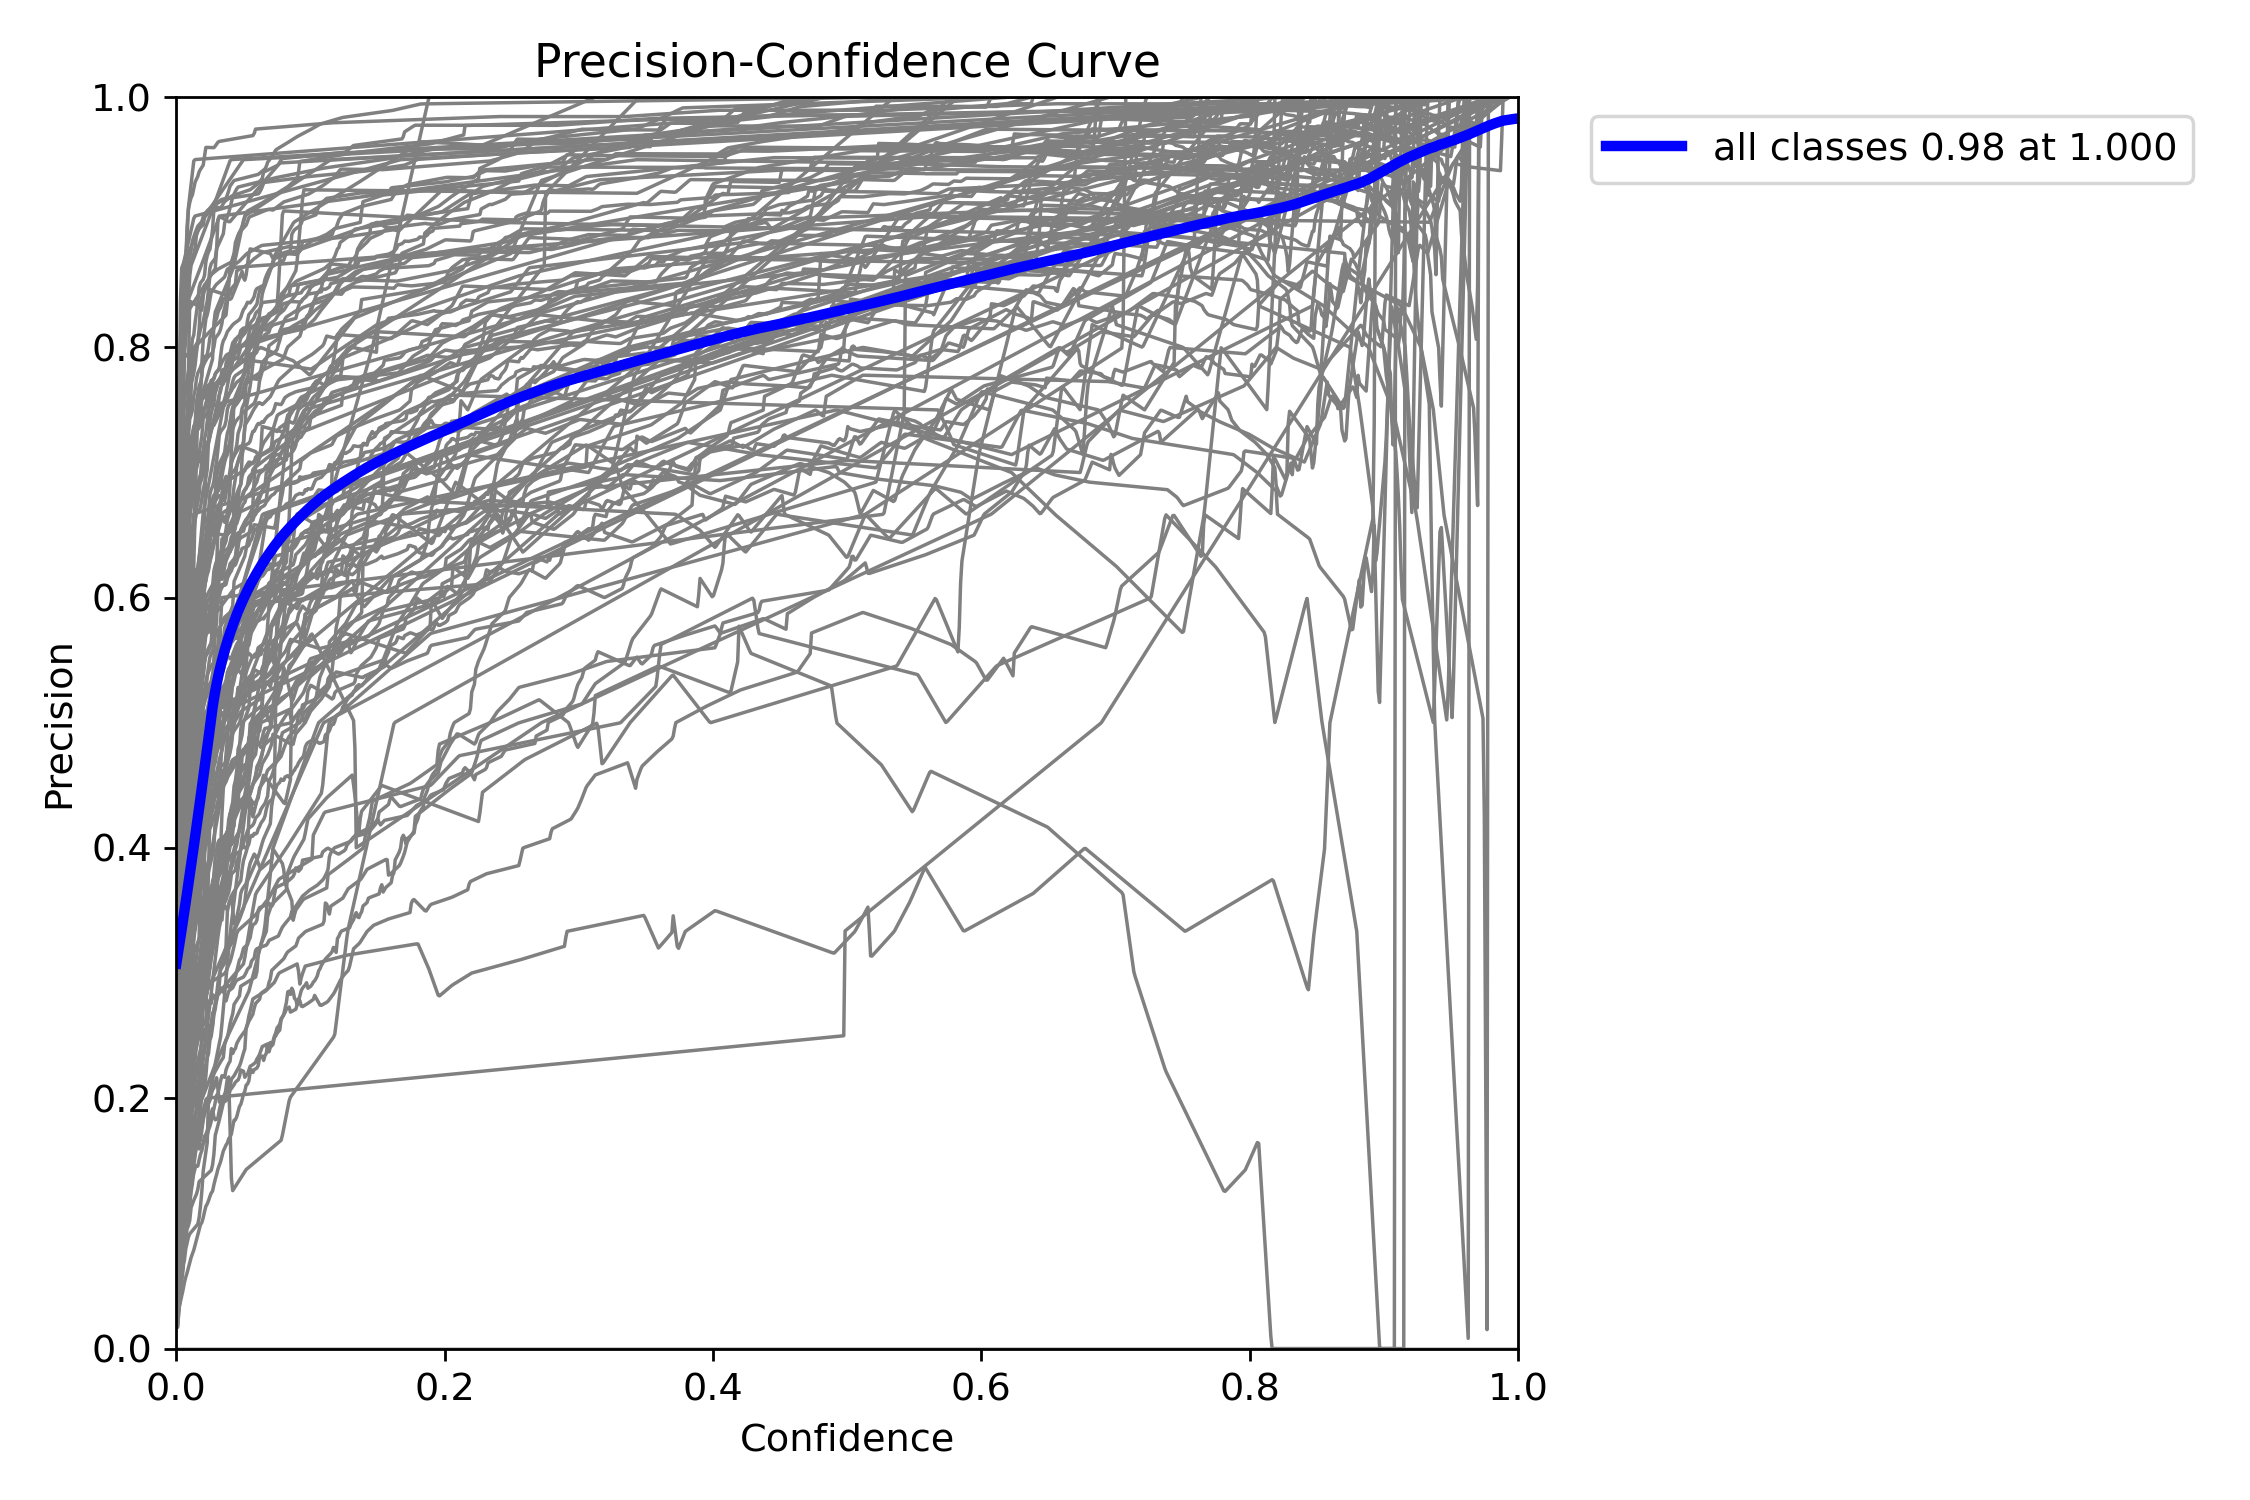 Precision-Confidence Curve
all classes 0.98 at 1.000
Precision
1.0
0.8
0.6
0.4
0.2
0.0
0.0 0.2 0.4 0.6 0.8 1.0
Confidence